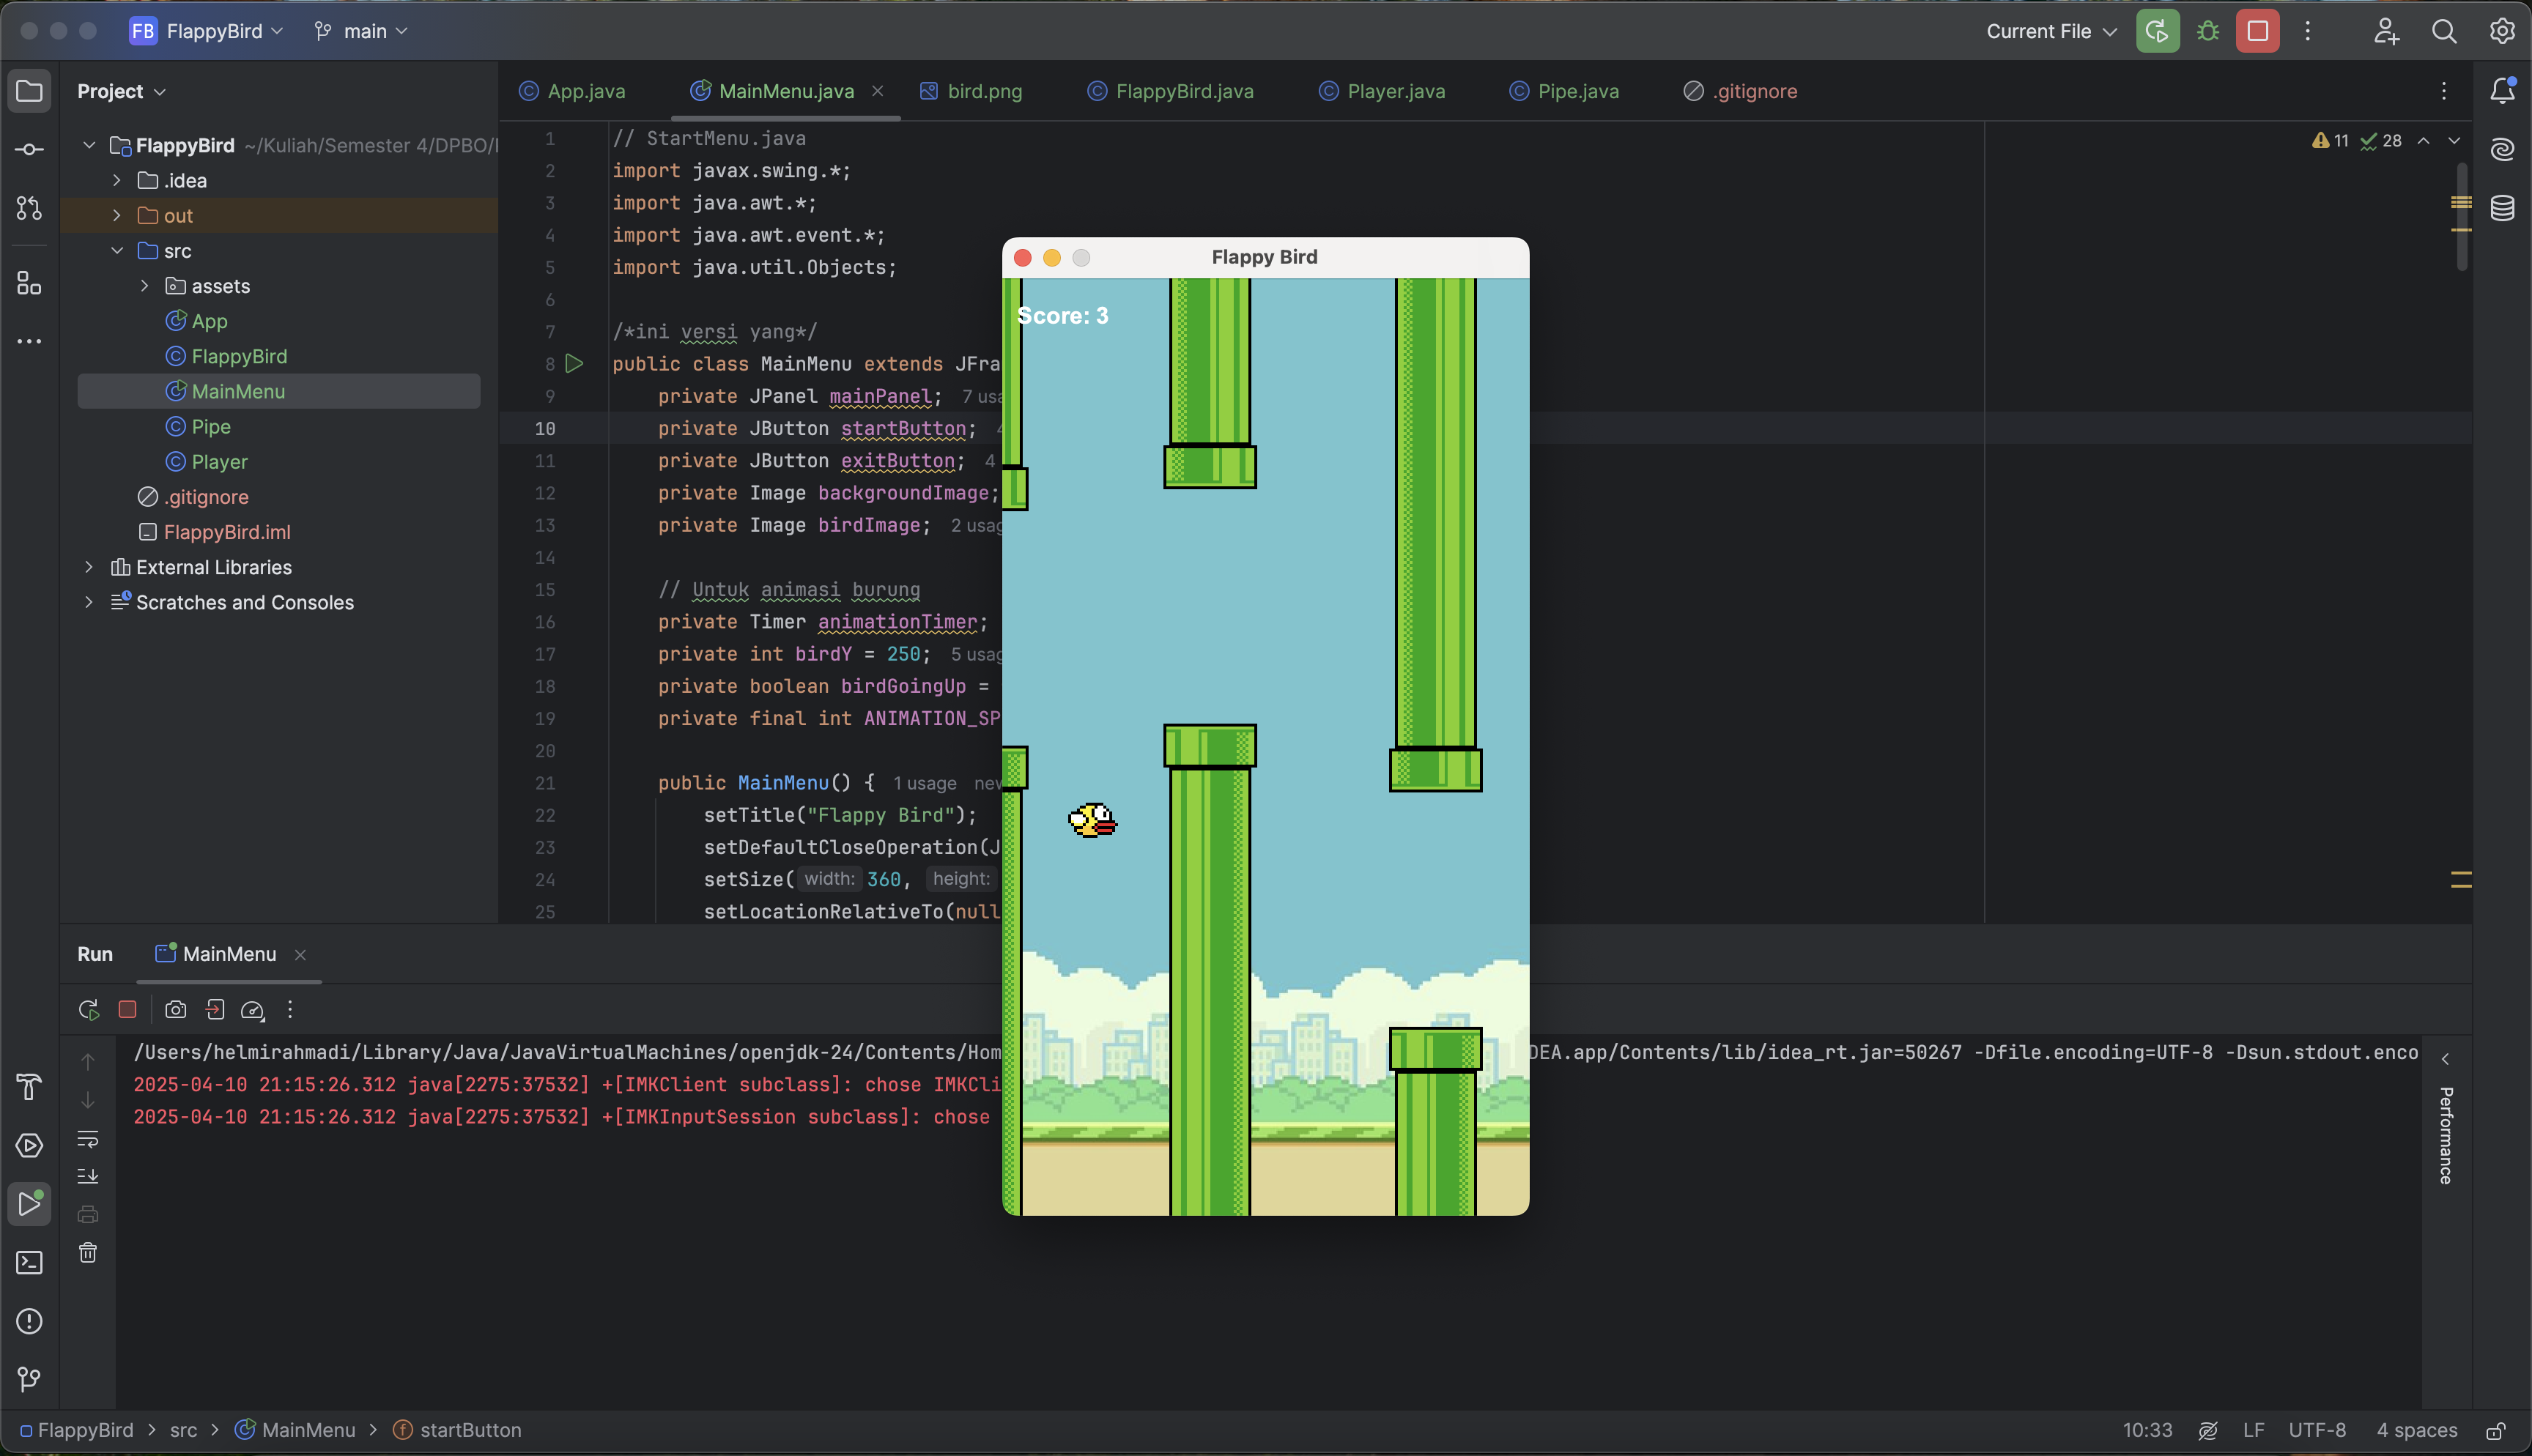 FB FlappyBird main Current File
Project
App.java MainMenu.java bird.png FlappyBird.java Player.java Pipe.java .gitignore
FlappyBird ~/Kuliah/Semester 4/DPBO/
.idea
out
src
assets
App
FlappyBird
MainMenu
Pipe
Player
.gitignore
FlappyBird.iml
External Libraries
Scratches and Consoles
11 28
1 // StartMenu.java
2 import javax.swing.*;
3 import java.awt.*;
4 import java.awt.event.*;
5 import java.util.Objects;
6
7 /*ini versi yang*/
8 public class MainMenu extends JFra
9 private JPanel mainPanel; 7 usa
10 private JButton startButton; 4
11 private JButton exitButton; 4
12 private Image backgroundImage;
13 private Image birdImage; 2 usag
14
15 // Untuk animasi burung
16 private Timer animationTimer;
17 private int birdY = 250; 5 usag
18 private boolean birdGoingUp =
19 private final int ANIMATION_SP
20
21 public MainMenu() { 1 usage new
22 setTitle("Flappy Bird");
23 setDefaultCloseOperation(J
24 setSize( width: 360, height:
25 setLocationRelativeTo(null
Flappy Bird
Score: 3
Run MainMenu
/Users/helmirahmadi/Library/Java/JavaVirtualMachines/openjdk-24/Contents/Hom DEA.app/Contents/lib/idea_rt.jar=50267 -Dfile.encoding=UTF-8 -Dsun.stdout.enco
2025-04-10 21:15:26.312 java[2275:37532] +[IMKClient subclass]: chose IMKCli
2025-04-10 21:15:26.312 java[2275:37532] +[IMKInputSession subclass]: chose
Performance
FlappyBird > src > MainMenu > startButton
10:33 LF UTF-8 4 spaces